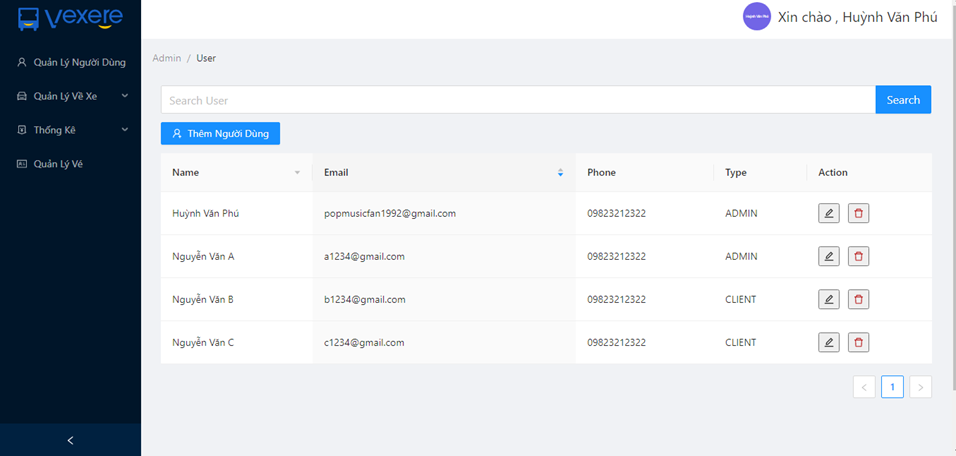 vexere
Xin chào , Huỳnh Văn Phú
Quản Lý Người Dùng
Quản Lý Về Xe
Thống Kê
Quản Lý Vé
Admin / User
Search User
Search
Thêm Người Dùng
Name Email Phone Type Action
Huỳnh Văn Phú popmusicfan1992@gmail.com 09823212322 ADMIN
Nguyễn Văn A a1234@gmail.com 09823212322 ADMIN
Nguyễn Văn B b1234@gmail.com 09823212322 CLIENT
Nguyễn Văn C c1234@gmail.com 09823212322 CLIENT
< 1 >
<